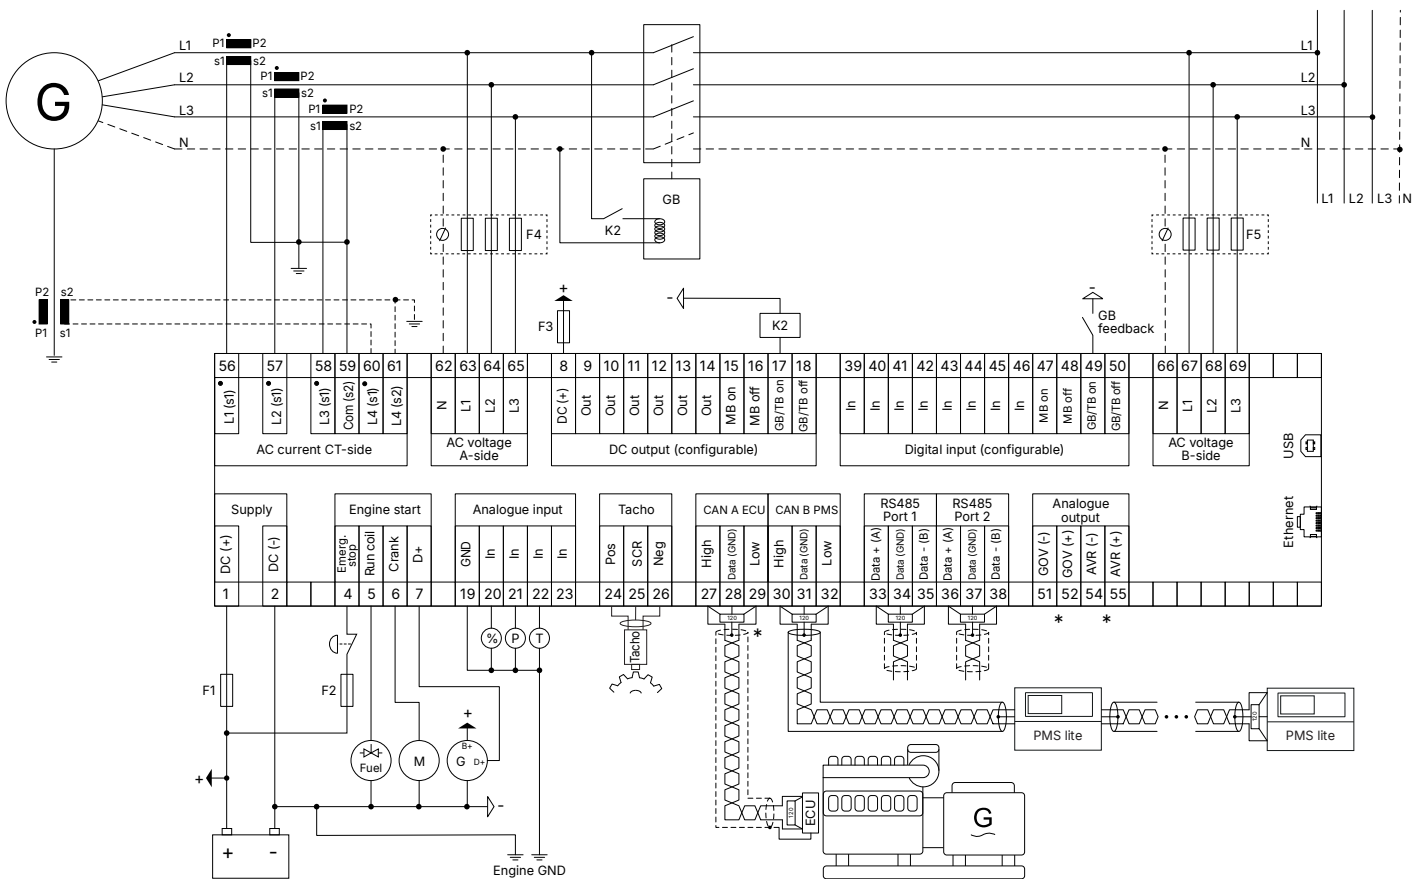 L1 P1 P2 L1
s1 s2
L2 P1 P2 L2
s1 s2
L3 P1 P2 L3
s1 s2
N N
G
L1 L2 L3 N
GB
K2
F4 F5
P2 s2
P1 s1
+ - -
F3 K2 GB
feedback
56 57 58 59 60 61 62 63 64 65 8 9 10 11 12 13 14 15 16 17 18 39 40 41 42 43 44 45 46 47 48 49 50 66 67 68 69
L1 (s1) L2 (s1) L3 (s1) Com (s2) L4 (s1) L4 (s2) N L1 L2 L3 DC (+) Out Out Out Out Out Out MB on MB off GB/TB on GB/TB off In In In In In In In In MB on MB off GB/TB on GB/TB off N L1 L2 L3
AC current CT-side AC voltage
A-side DC output (configurable) Digital input (configurable) AC voltage
B-side
USB
Ethernet
Supply Engine start Analogue input Tacho CAN A ECU CAN B PMS RS485
Port 1 RS485
Port 2 Analogue
output
DC (+) DC (-) Emerg.
stop Run coil Crank D+ GND In In In In Pos SCR Neg High Data (GND) Low High Data (GND) Low Data + (A) Data (GND) Data - (B) Data + (A) Data (GND) Data - (B) GOV (-) GOV (+) AVR (-) AVR (+)
1 2 4 5 6 7 19 20 21 22 23 24 25 26 27 28 29 30 31 32 33 34 35 36 37 38 51 52 54 55
120 120 120 120
* * *
% P T
Tacho
F1 F2
+
B+
G D+
Fuel M
+ -
120
PMS lite PMS lite
120 ECU
G
+ -
Engine GND